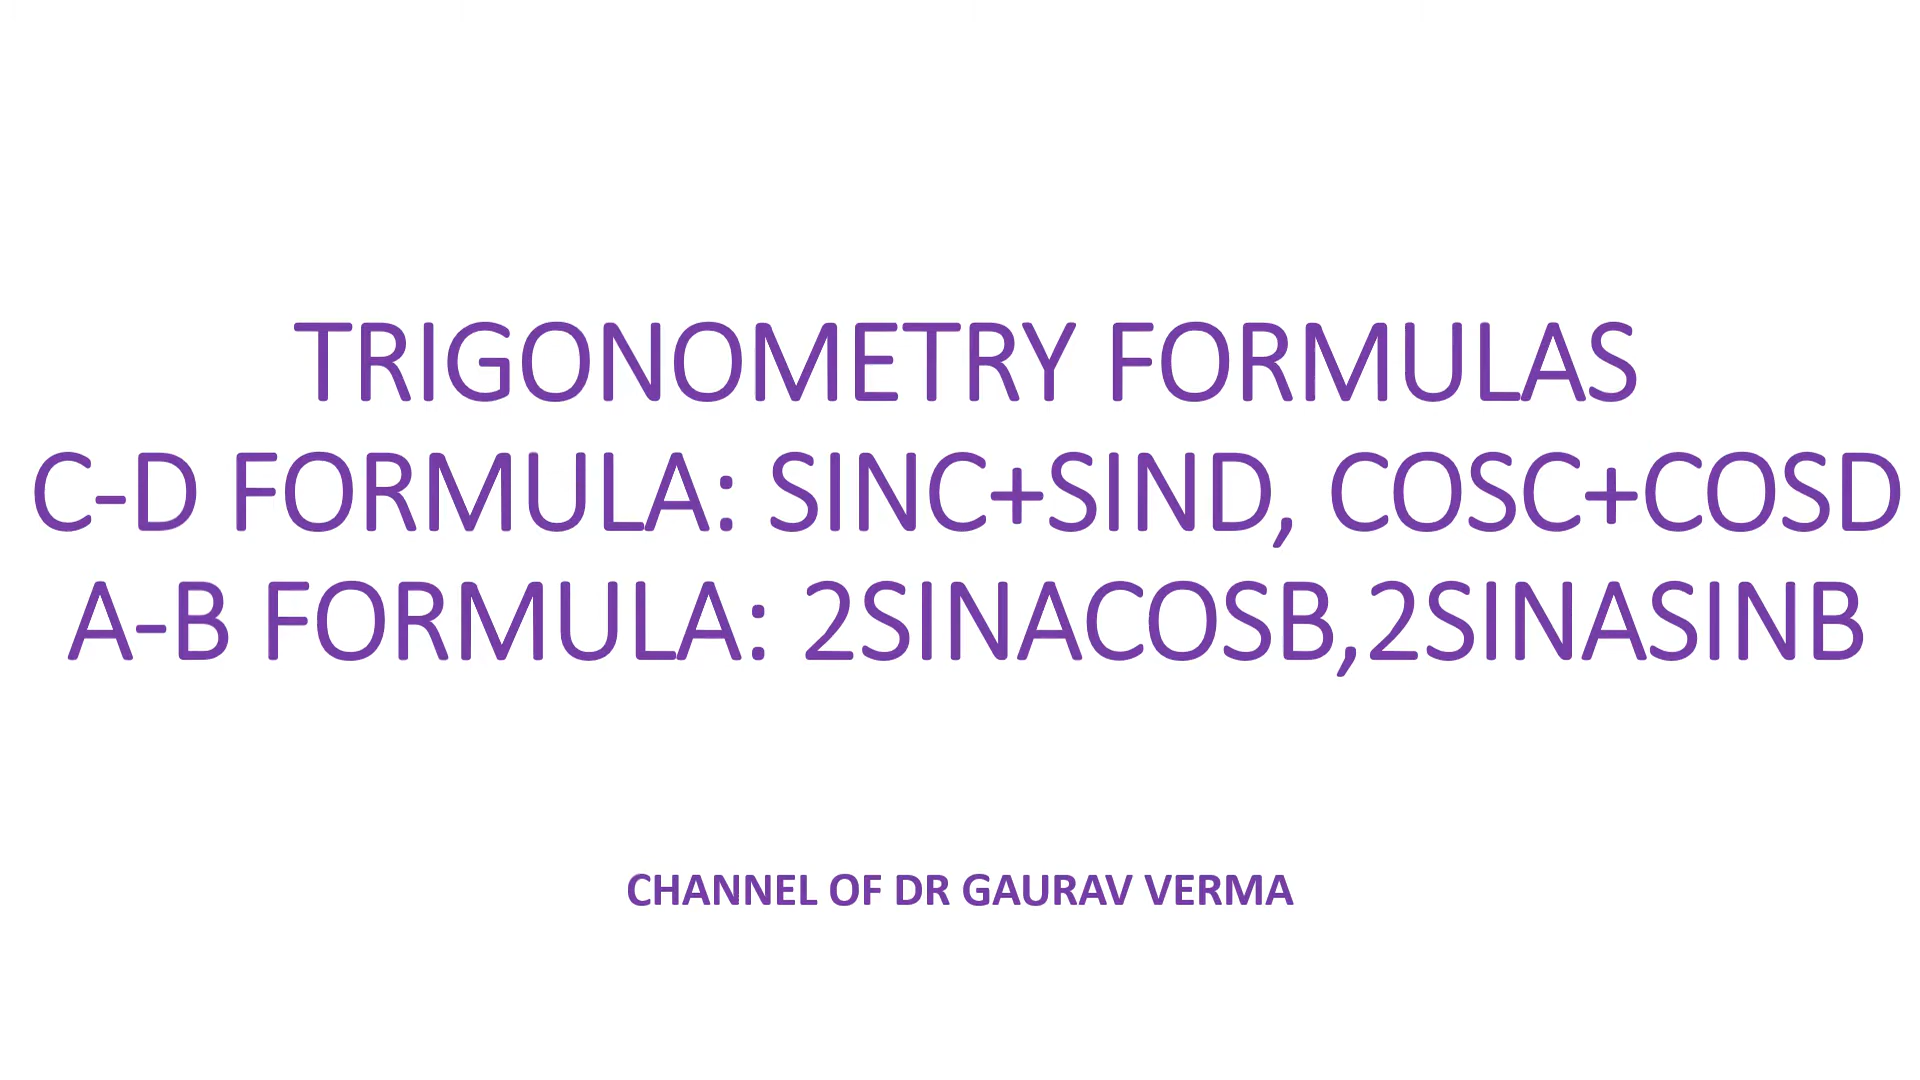 TRIGONOMETRY FORMULAS
C-D FORMULA: SINC+SIND, COSC+COSD
A-B FORMULA: 2SINACOSB,2SINASINB
CHANNEL OF DR GAURAV VERMA